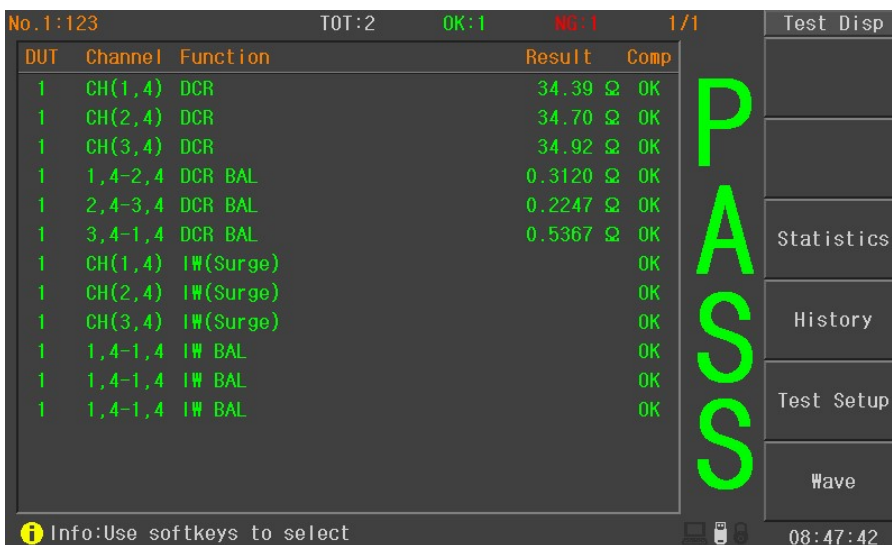 No.1:123 TOT:2 OK:1 NG:1 1/1 Test Disp
DUT Channel Function Result Comp
1 CH(1,4) DCR 34.39 Ω OK
1 CH(2,4) DCR 34.70 Ω OK
1 CH(3,4) DCR 34.92 Ω OK
1 1,4-2,4 DCR BAL 0.3120 Ω OK
1 2,4-3,4 DCR BAL 0.2247 Ω OK
1 3,4-1,4 DCR BAL 0.5367 Ω OK
1 CH(1,4) IW(Surge) OK
1 CH(2,4) IW(Surge) OK
1 CH(3,4) IW(Surge) OK
1 1,4-1,4 IW BAL OK
1 1,4-1,4 IW BAL OK
1 1,4-1,4 IW BAL OK
PASS
Statistics
History
Test Setup
Wave
Info:Use softkeys to select 08:47:42